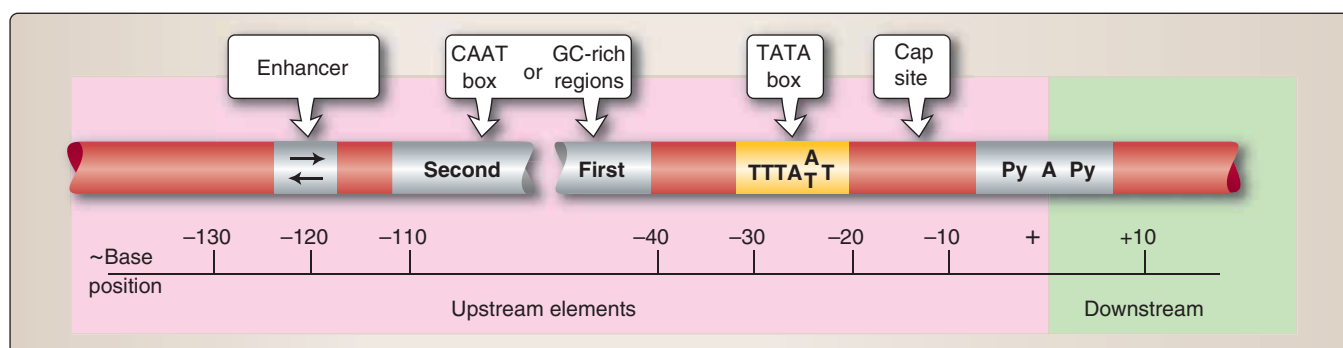 Enhancer
CAAT
box
or
GC-rich
regions
TATA
box
Cap
site
Second
First
TTTA
A
T
T
Py A Py
–130
–120
–110
–40
–30
–20
–10
+
+10
~Base
position
Upstream elements
Downstream